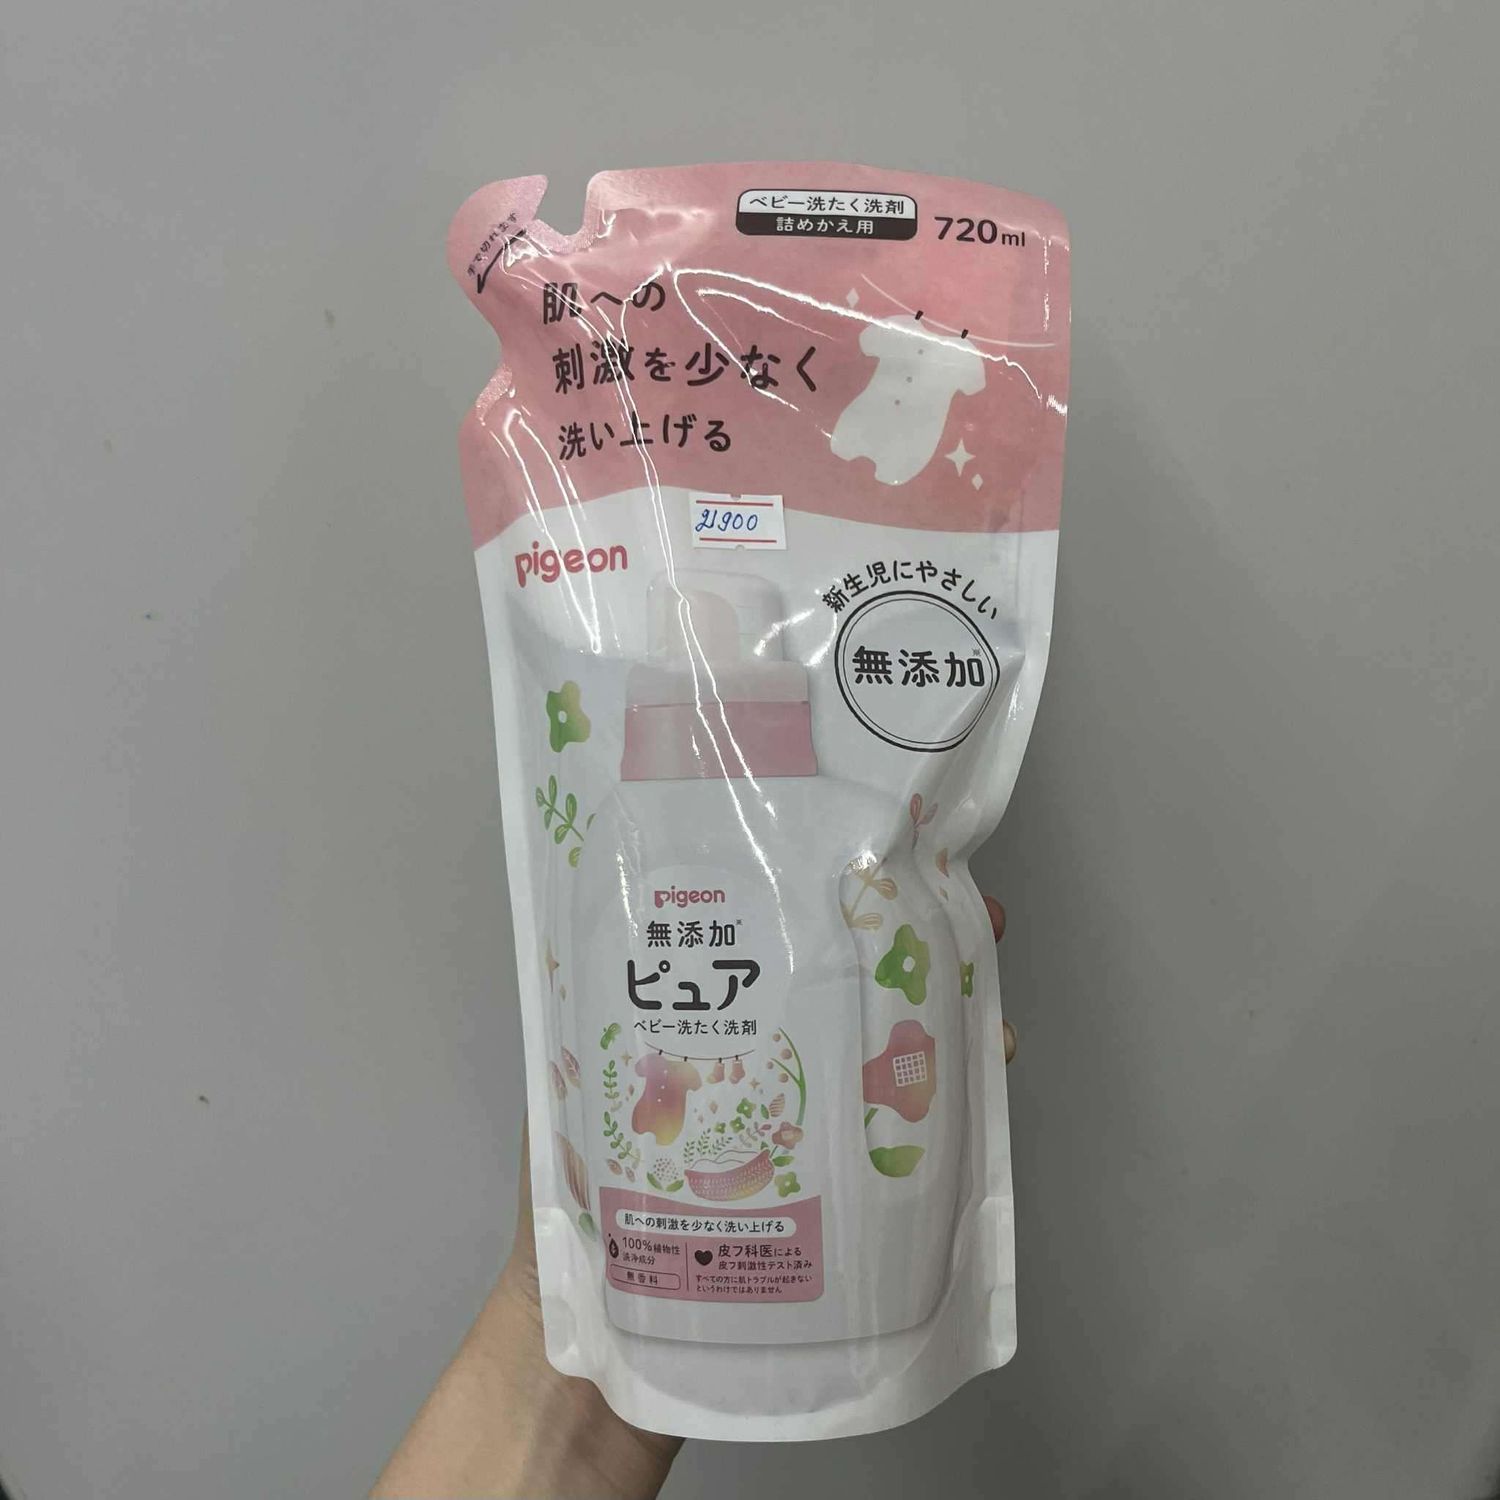 ベビー洗たく洗剤
詰めかえ用
720ml
手で切れます
肌への
刺激を少なく
洗い上げる
21900
pigeon
新生児にやさしい
無添加※
pigeon
無添加※
ピュア
ベビー洗たく洗剤
肌への刺激を少なく洗い上げる
100%植物性
洗浄成分
無香料
皮フ科医による
皮フ刺激性テスト済み
すべての方に肌トラブルが起きない
というわけではありません